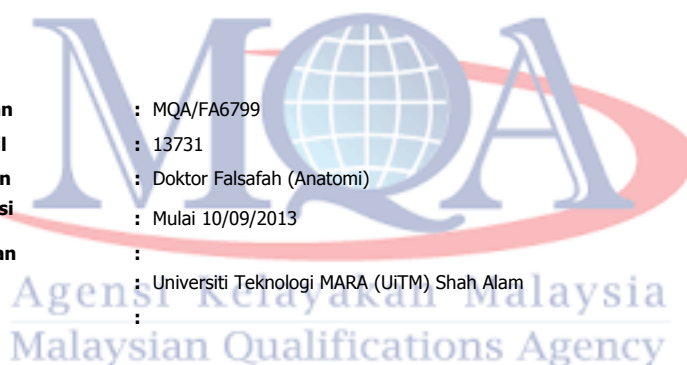 MQA
an : MQA/FA6799
l : 13731
n : Doktor Falsafah (Anatomi)
si : Mulai 10/09/2013
an :
: Universiti Teknologi MARA (UiTM) Shah Alam
:
Agensi Kelayakan Malaysia
Malaysian Qualifications Agency